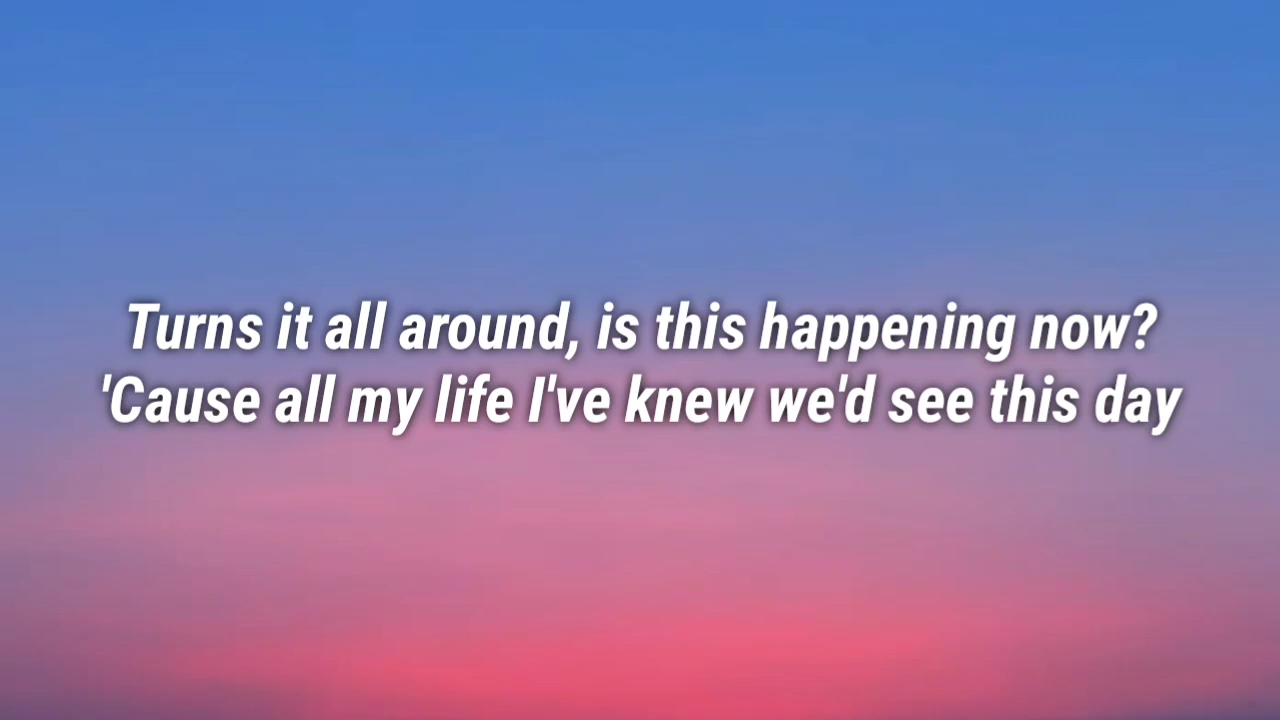 Turns it all around, is this happening now?
'Cause all my life I've knew we'd see this day